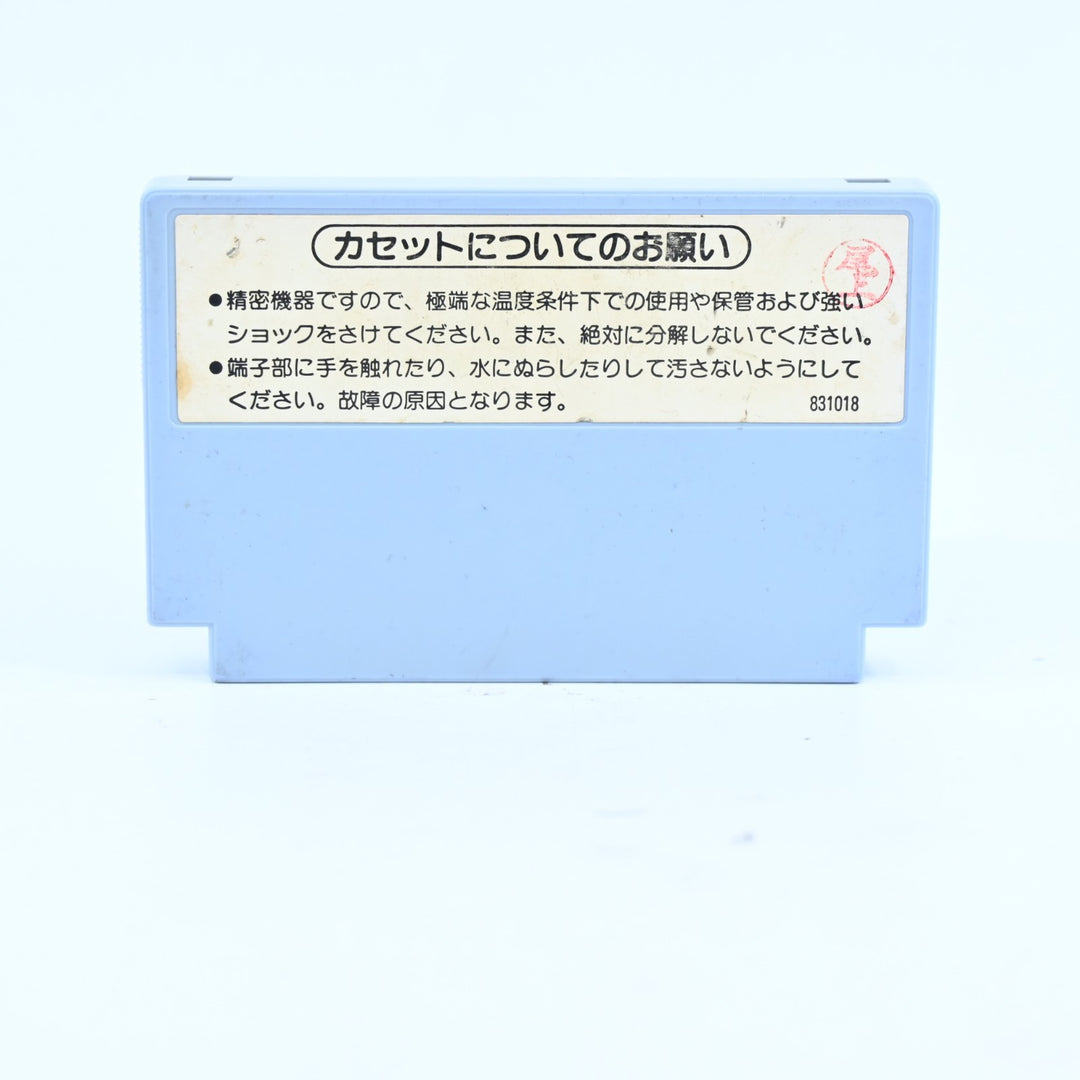 カセットについてのお願い
●精密機器ですので、極端な温度条件下での使用や保管および強い
ショックをさけてください。また、絶対に分解しないでください。
●端子部に手を触れたり、水にぬらしたりして汚さないようにして
ください。故障の原因となります。
831018